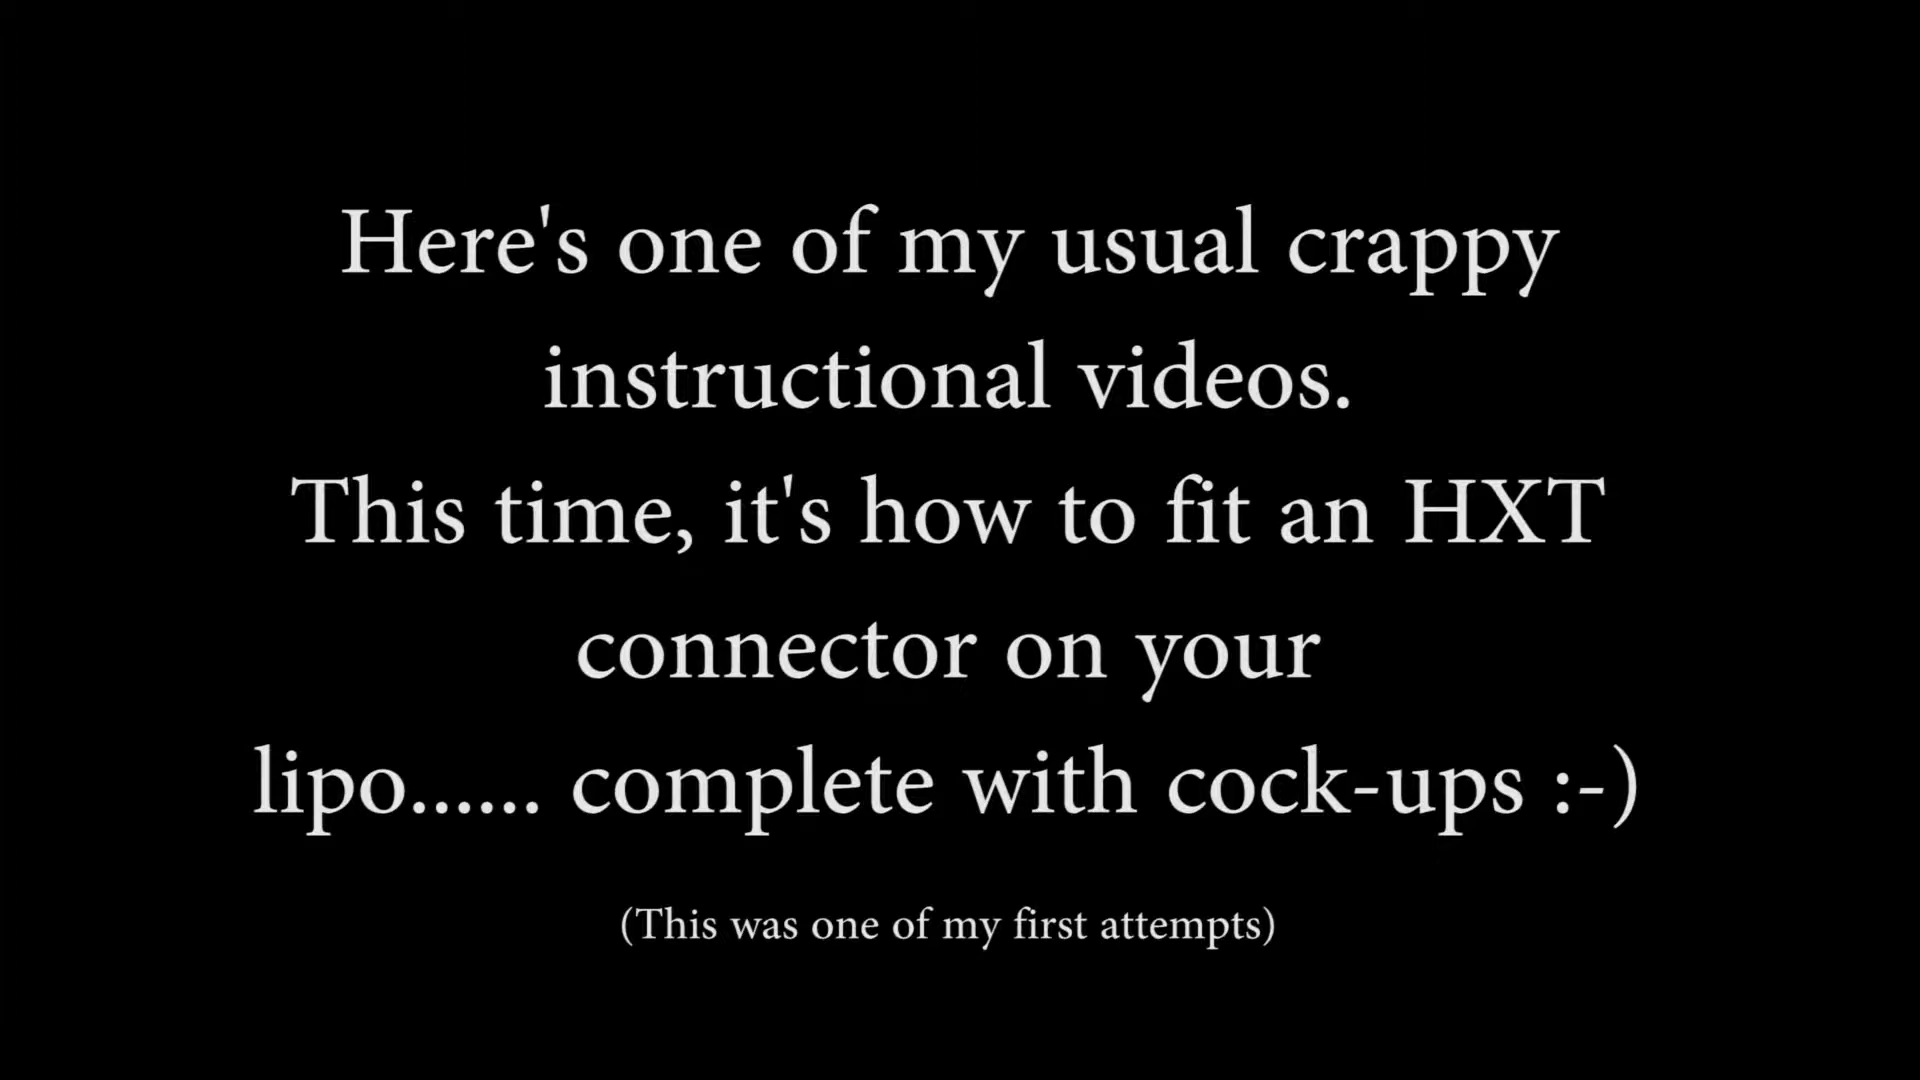 Here's one of my usual crappy
instructional videos.
This time, it's how to fit an HXT
connector on your
lipo...... complete with cock-ups :-)
(This was one of my first attempts)